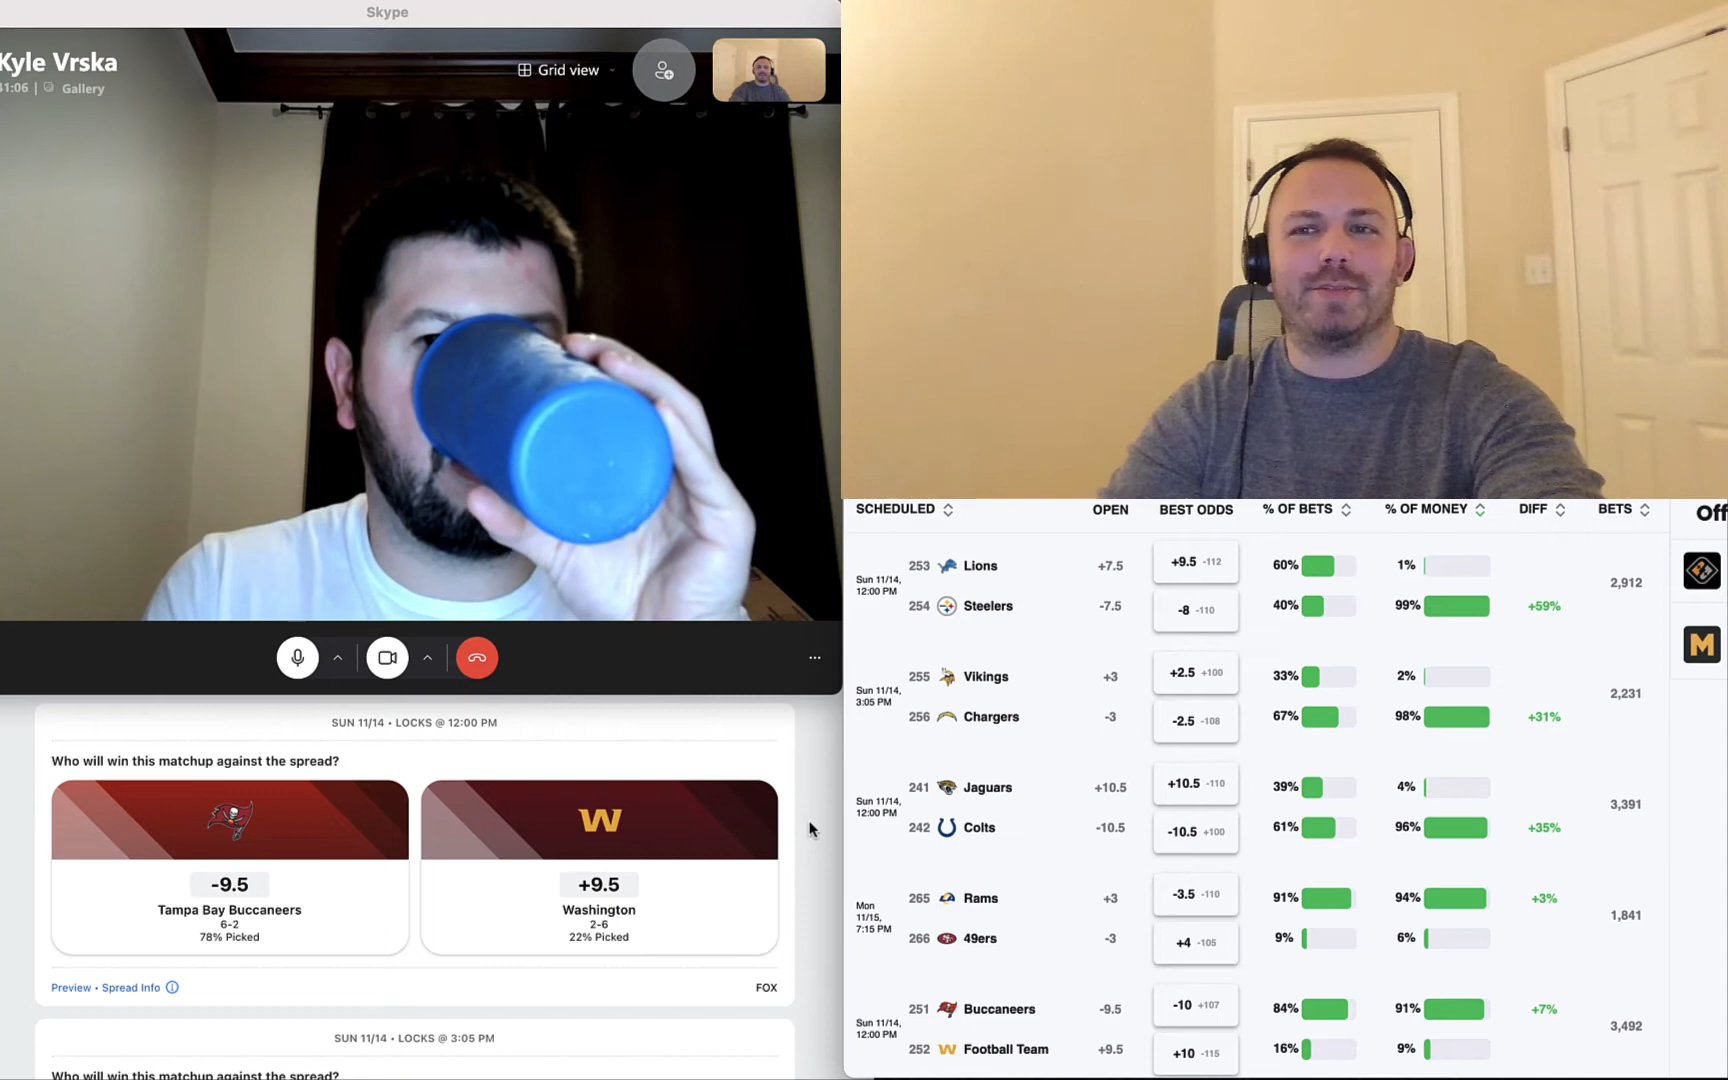 Skype
Kyle Vrska
41:06 | Gallery
Grid view
SUN 11/14 • LOCKS @ 12:00 PM
Who will win this matchup against the spread?
W
-9.5
Tampa Bay Buccaneers
6-2
78% Picked
+9.5
Washington
2-6
22% Picked
Preview • Spread Info
FOX
SUN 11/14 • LOCKS @ 3:05 PM
Who will win this matchup against the spread?
SCHEDULED OPEN BEST ODDS % OF BETS % OF MONEY DIFF BETS
Off
Sun 11/14,
12:00 PM
253 Lions +7.5 +9.5 -112 60% 1%
254 Steelers -7.5 -8 -110 40% 99% +59%
2,912
Sun 11/14,
3:05 PM
255 Vikings +3 +2.5 +100 33% 2%
256 Chargers -3 -2.5 -108 67% 98% +31%
2,231
Sun 11/14,
12:00 PM
241 Jaguars +10.5 +10.5 -110 39% 4%
242 Colts -10.5 -10.5 +100 61% 96% +35%
3,391
Mon
11/15,
7:15 PM
265 Rams +3 -3.5 -110 91% 94% +3%
266 49ers -3 +4 -105 9% 6%
1,841
Sun 11/14,
12:00 PM
251 Buccaneers -9.5 -10 +107 84% 91% +7%
252 W Football Team +9.5 +10 -115 16% 9%
3,492
M